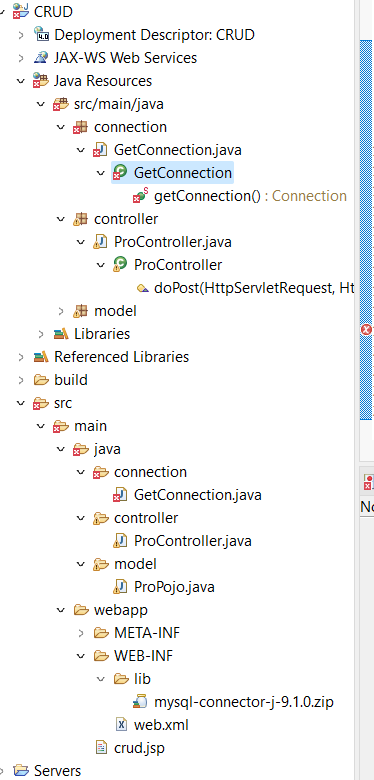 CRUD
4.0 Deployment Descriptor: CRUD
JAX-WS Web Services
Java Resources
src/main/java
connection
GetConnection.java
GetConnection
getConnection() : Connection
controller
ProController.java
ProController
doPost(HttpServletRequest, Ht
model
Libraries
Referenced Libraries
build
src
main
java
connection
GetConnection.java
controller
ProController.java
model
ProPojo.java
webapp
META-INF
WEB-INF
lib
mysql-connector-j-9.1.0.zip
web.xml
crud.jsp
Servers